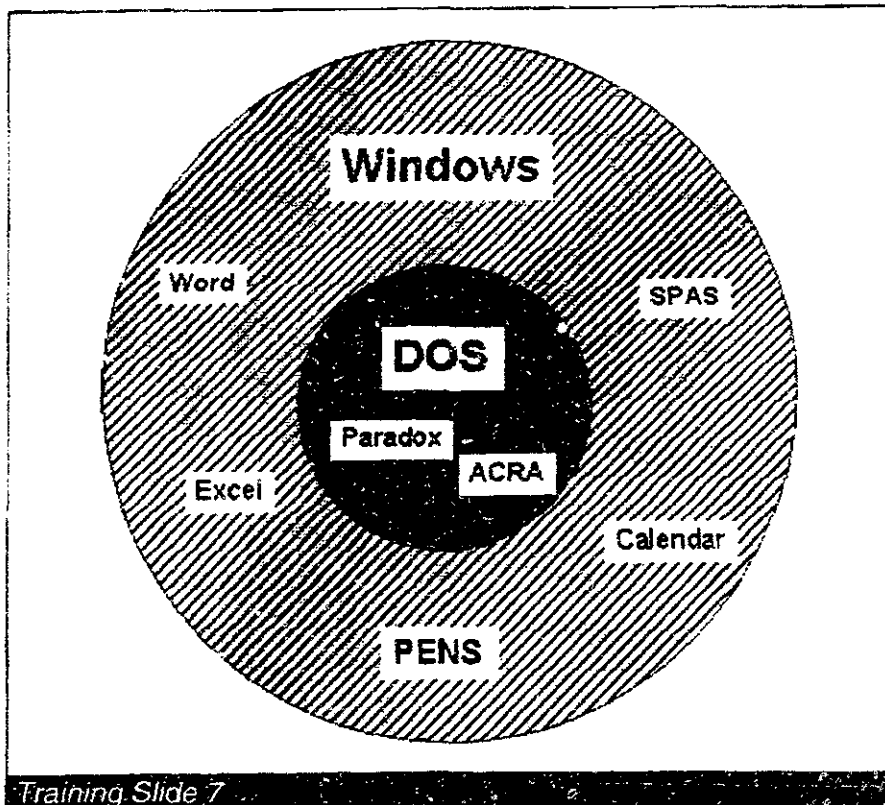 Windows
Word
SPAS
DOS
Paradox
ACRA
Excel
Calendar
PENS
Training Slide 7